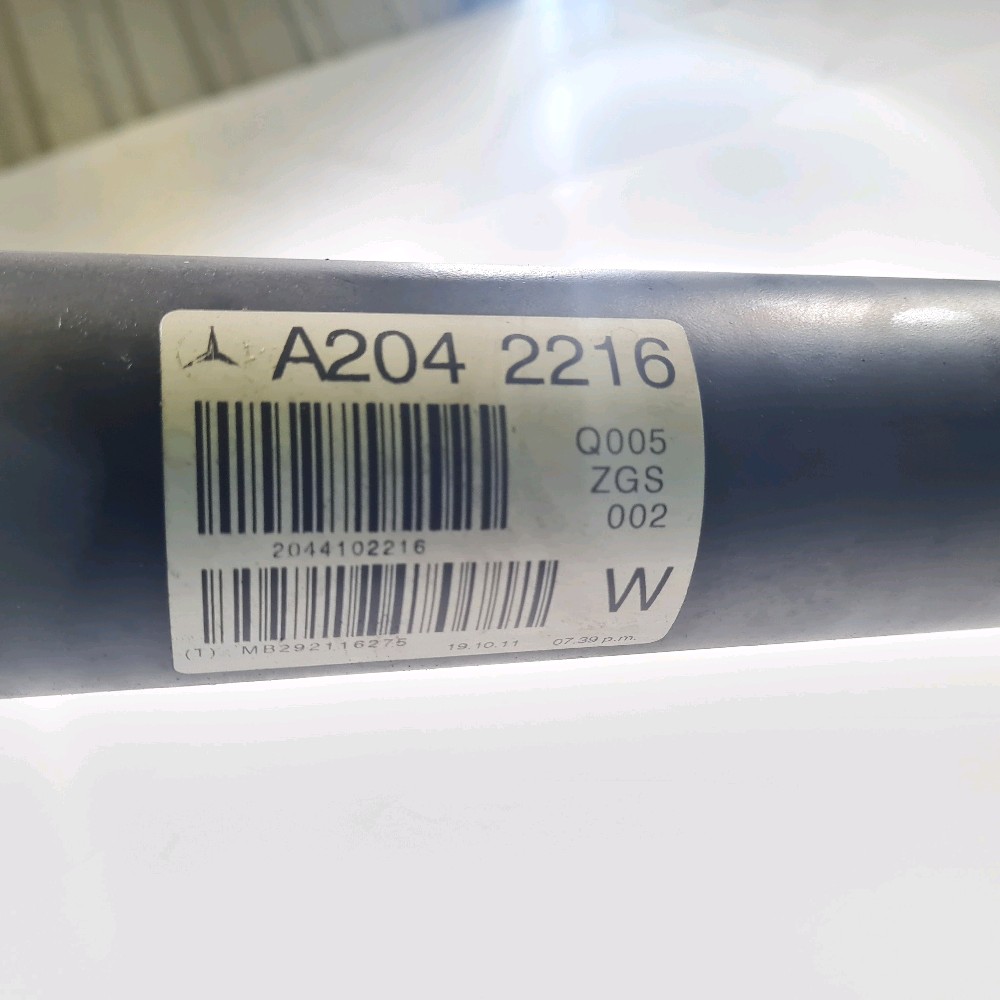 A204 2216
Q005
ZGS
002
2044102216
W
(1) MB292116275 19.10.11 07.39 p.m.